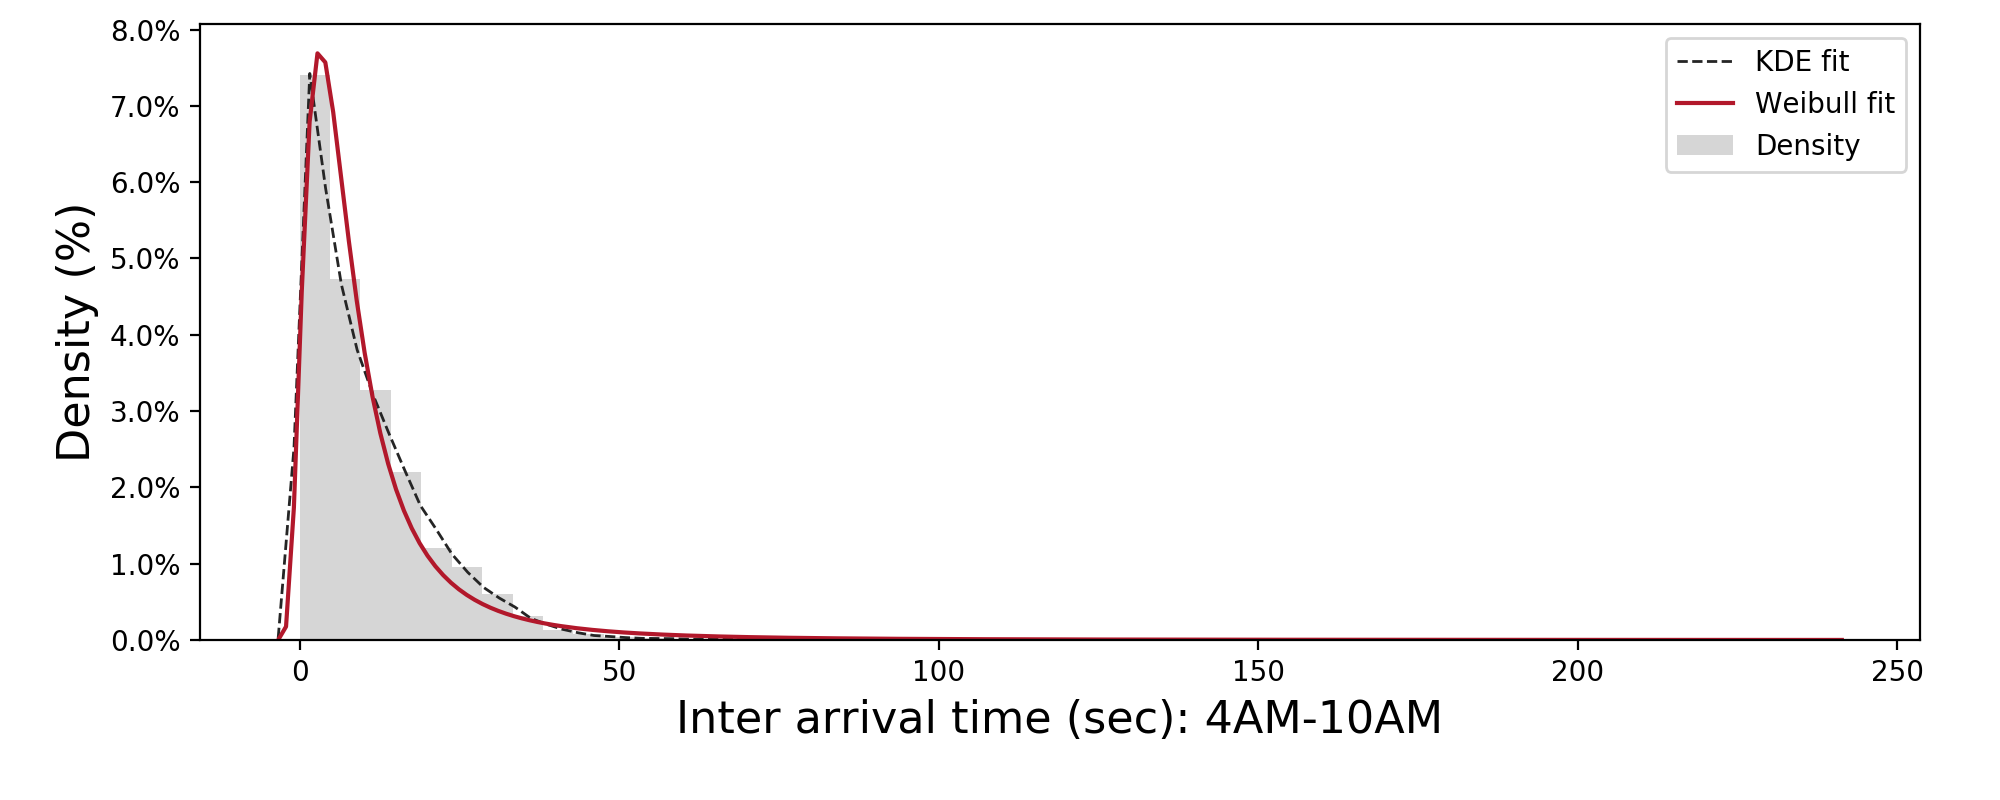 8.0%
7.0%
6.0%
5.0%
4.0%
3.0%
2.0%
1.0%
0.0%
Density (%)
KDE fit
Weibull fit
Density
0 50 100 150 200 250
Inter arrival time (sec): 4AM-10AM